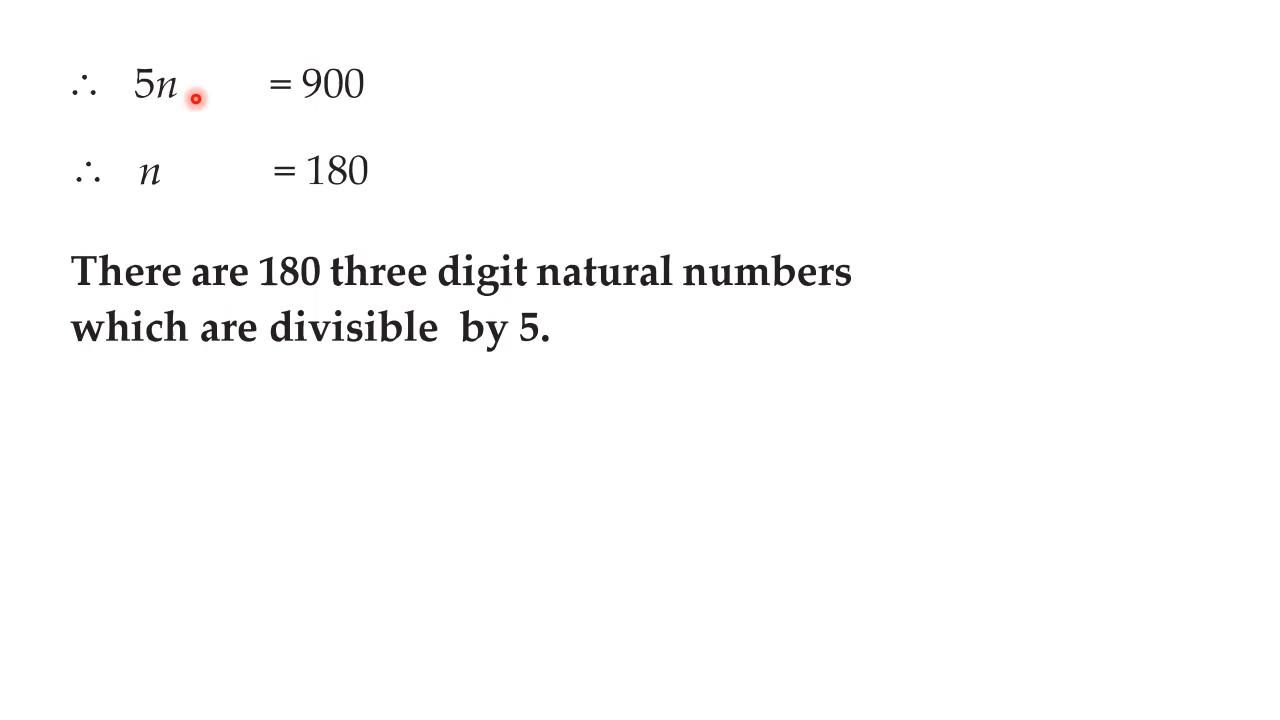 ∴ 5n = 900
∴ n = 180
There are 180 three digit natural numbers
which are divisible by 5.